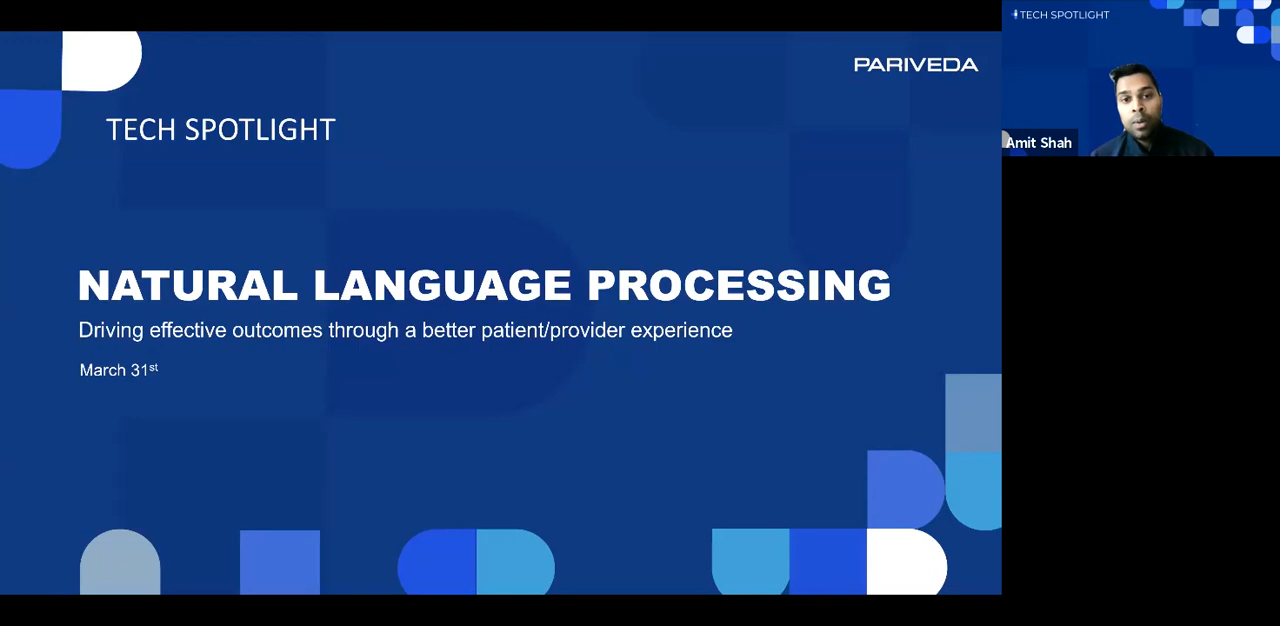 PARIVEDA
TECH SPOTLIGHT
NATURAL LANGUAGE PROCESSING
Driving effective outcomes through a better patient/provider experience
March 31st
TECH SPOTLIGHT
Amit Shah